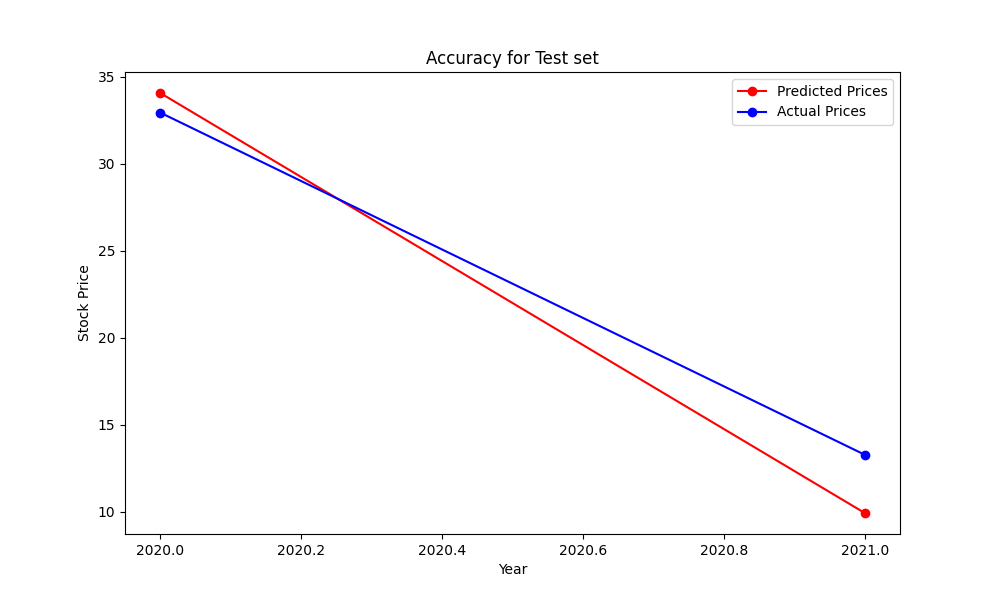 Accuracy for Test set
Predicted Prices
Actual Prices
35
30
25
20
15
10
Stock Price
2020.0 2020.2 2020.4 2020.6 2020.8 2021.0
Year